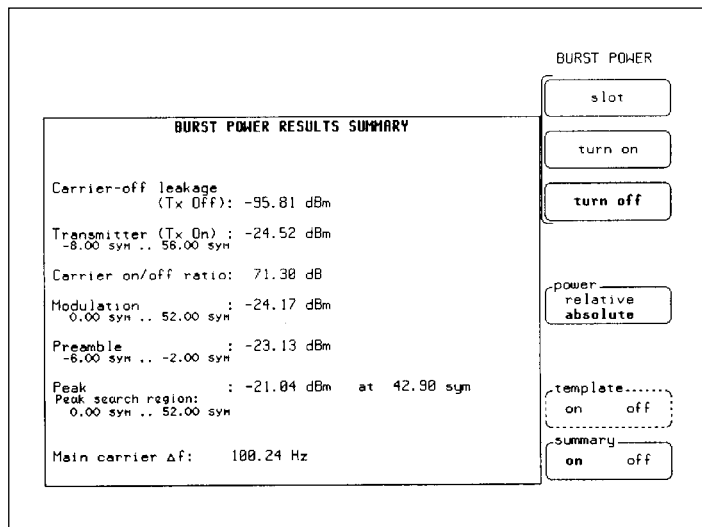 BURST POWER
slot
turn on
turn off
power
relative
absolute
template
on off
summary
on off
BURST POWER RESULTS SUMMARY
Carrier-off leakage
(Tx Off): -95.81 dBm
Transmitter (Tx On) : -24.52 dBm
-8.00 sym .. 56.00 sym
Carrier on/off ratio: 71.30 dB
Modulation : -24.17 dBm
0.00 sym .. 52.00 sym
Preamble : -23.13 dBm
-6.00 sym .. -2.00 sym
Peak : -21.04 dBm at 42.90 sym
Peak search region:
0.00 sym .. 52.00 sym
Main carrier Δf: 100.24 Hz